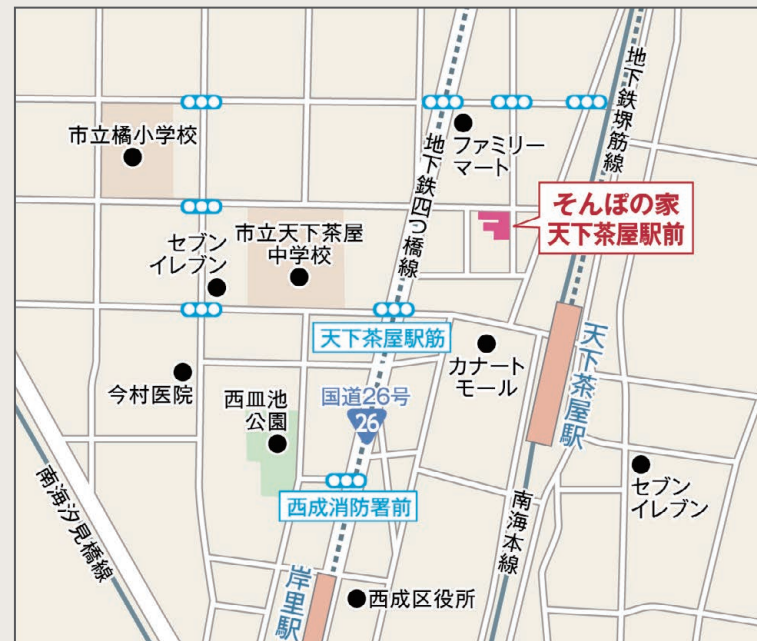 市立橘小学校
ファミリー
マート
地下鉄堺筋線
地下鉄四つ橋線
そんぽの家
天下茶屋駅前
セブン
イレブン
市立天下茶屋
中学校
天下茶屋駅筋
カナート
モール
天下茶屋駅
今村医院
西皿池
公園
国道26号
26
セブン
イレブン
南海汐見橋線
西成消防署前
南海本線
岸里駅
西成区役所